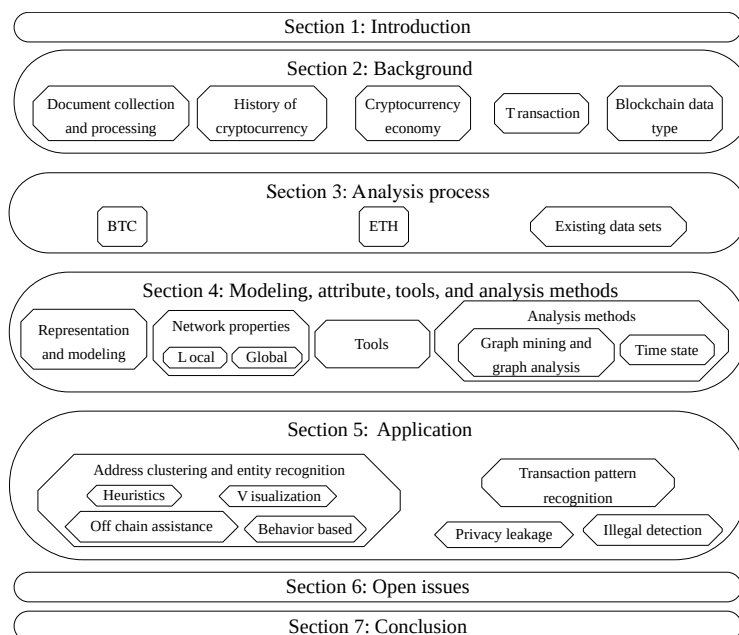 Section 1: Introduction
Section 2: Background
Document collection
and processing
History of
cryptocurrency
Cryptocurrency
economy
Transaction
Blockchain data
type
Section 3: Analysis process
BTC
ETH
Existing data sets
Section 4: Modeling, attribute, tools, and analysis methods
Representation
and modeling
Network properties
Local
Global
Tools
Analysis methods
Graph mining and
graph analysis
Time state
Section 5: Application
Address clustering and entity recognition
Heuristics
Visualization
Off chain assistance
Behavior based
Transaction pattern
recognition
Privacy leakage
Illegal detection
Section 6: Open issues
Section 7: Conclusion